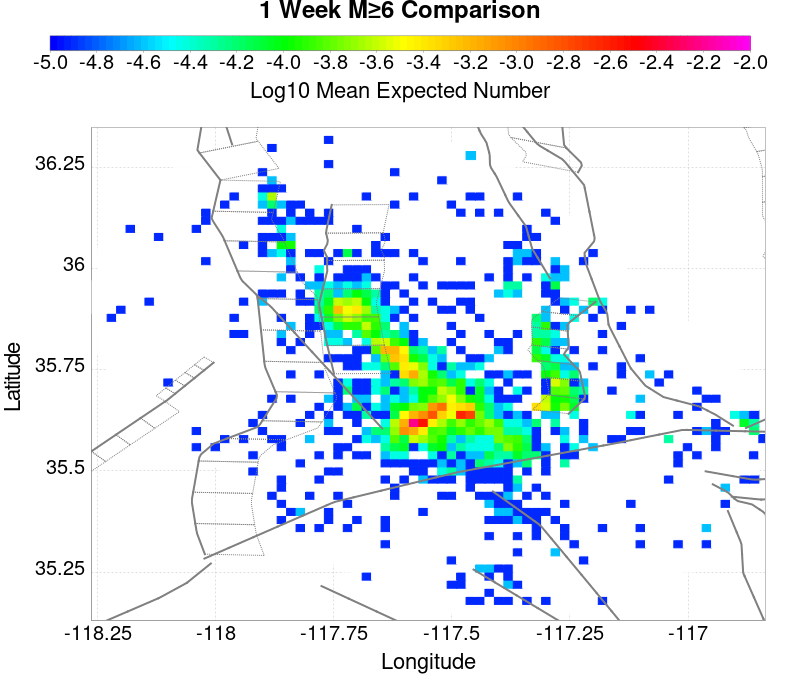 1 Week M≥6 Comparison
-5.0 -4.8 -4.6 -4.4 -4.2 -4.0 -3.8 -3.6 -3.4 -3.2 -3.0 -2.8 -2.6 -2.4 -2.2 -2.0
Log10 Mean Expected Number
36.25
36
35.75
35.5
35.25
Latitude
-118.25 -118 -117.75 -117.5 -117.25 -117
Longitude